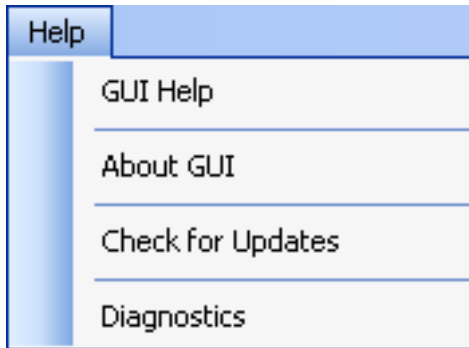 Help
GUI Help
About GUI
Check for Updates
Diagnostics